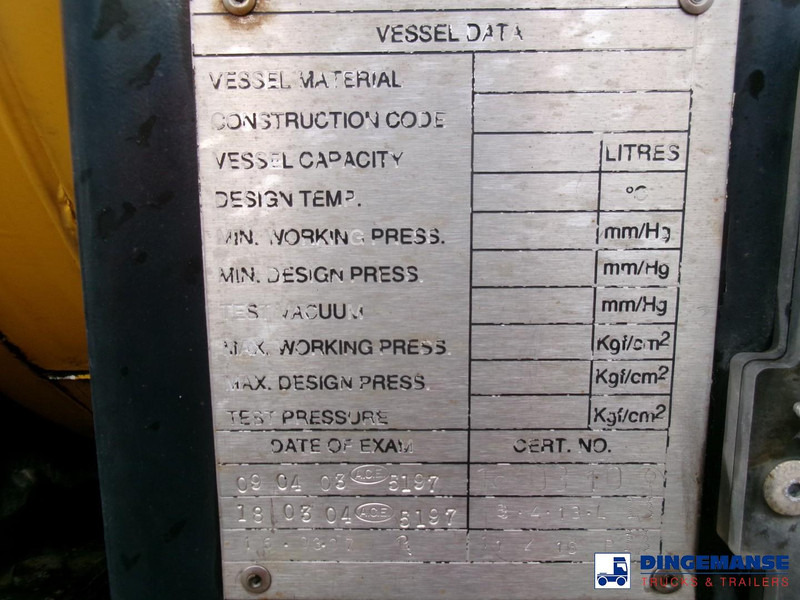 VESSEL DATA
VESSEL MATERIAL
CONSTRUCTION CODE
VESSEL CAPACITY LITRES
DESIGN TEMP. °C
MIN. WORKING PRESS. mm/Hg
MIN. DESIGN PRESS. mm/Hg
TEST VACUUM mm/Hg
MAX. WORKING PRESS. Kgf/cm2
MAX. DESIGN PRESS. Kgf/cm2
TEST PRESSURE Kgf/cm2
DATE OF EXAM CERT. NO.
09 04 03 5197
18 03 04 5197
DINGEMANSE
TRUCKS & TRAILERS